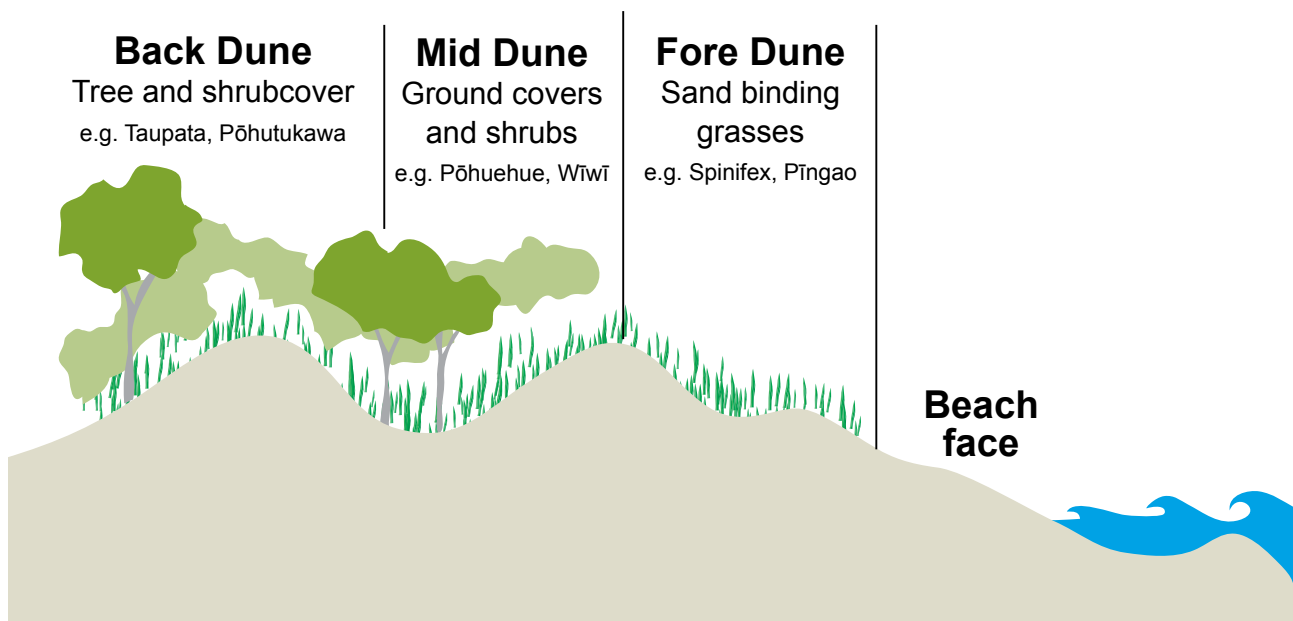 Back Dune
Tree and shrubcover
e.g. Taupata, Pōhutukawa
Mid Dune
Ground covers
and shrubs
e.g. Pōhuehue, Wīwī
Fore Dune
Sand binding
grasses
e.g. Spinifex, Pīngao
Beach
face